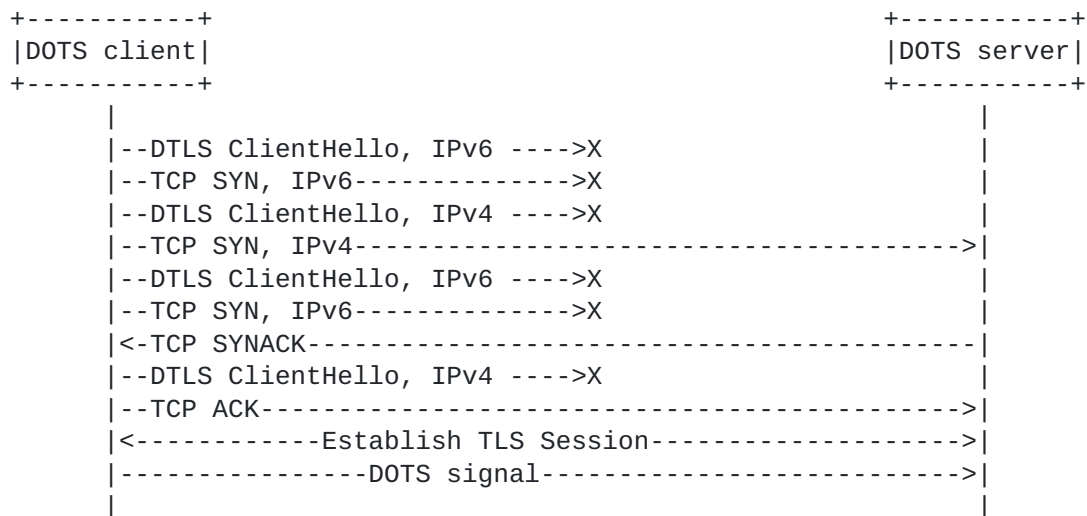 +-----------+                                           +-----------+
|DOTS client|                                           |DOTS server|
+-----------+                                           +-----------+
      |                                                       |
      |--DTLS ClientHello, IPv6 ---->X                        |
      |--TCP SYN, IPv6-------------->X                        |
      |--DTLS ClientHello, IPv4 ---->X                        |
      |--TCP SYN, IPv4--------------------------------------->|
      |--DTLS ClientHello, IPv6 ---->X                        |
      |--TCP SYN, IPv6-------------->X                        |
      |<-TCP SYNACK-------------------------------------------|
      |--DTLS ClientHello, IPv4 ---->X                        |
      |--TCP ACK--------------------------------------------->|
      |<------------Establish TLS Session-------------------->|
      |----------------DOTS signal--------------------------->|
      |                                                       |